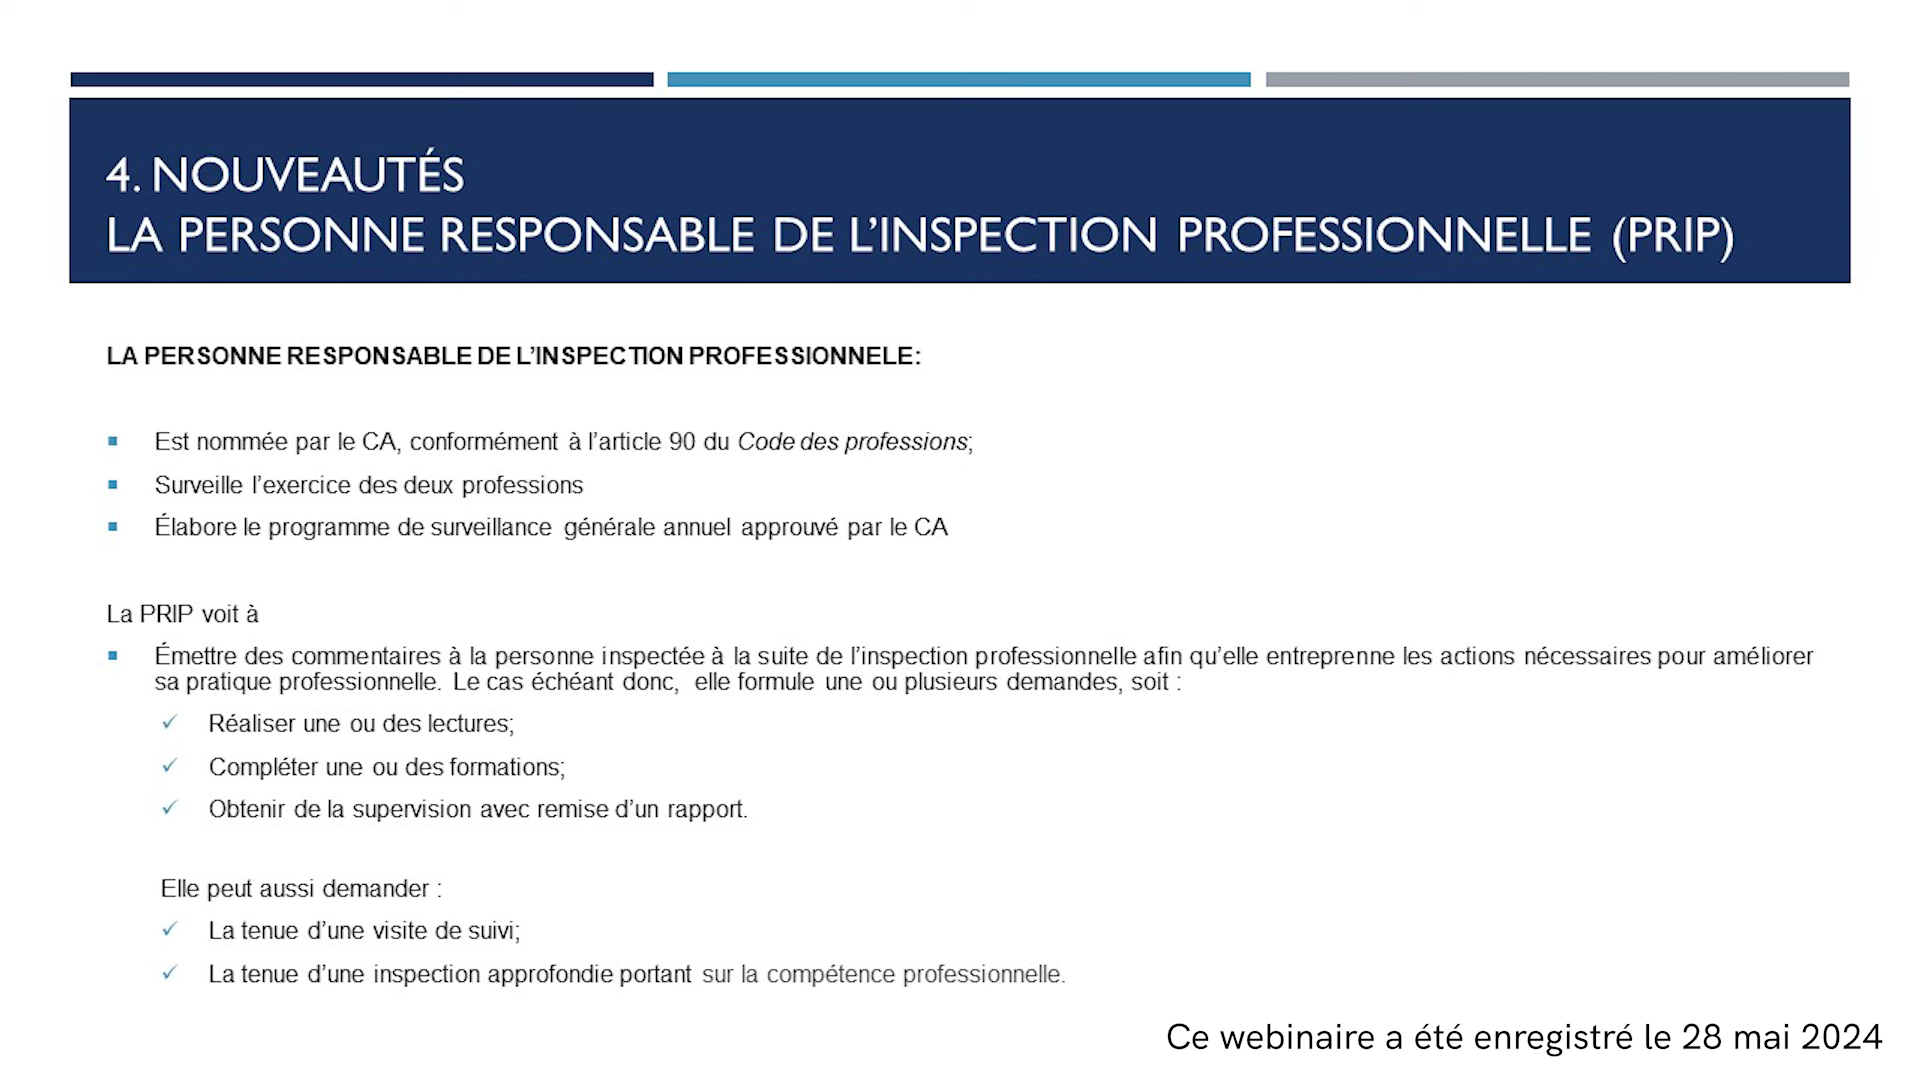 4. NOUVEAUTÉS
LA PERSONNE RESPONSABLE DE L’INSPECTION PROFESSIONNELLE (PRIP)
LA PERSONNE RESPONSABLE DE L’INSPECTION PROFESSIONNELE:
Est nommée par le CA, conformément à l’article 90 du Code des professions;
Surveille l’exercice des deux professions
Élabore le programme de surveillance générale annuel approuvé par le CA
La PRIP voit à
Émettre des commentaires à la personne inspectée à la suite de l’inspection professionnelle afin qu’elle entreprenne les actions nécessaires pour améliorer
sa pratique professionnelle. Le cas échéant donc, elle formule une ou plusieurs demandes, soit :
Réaliser une ou des lectures;
Compléter une ou des formations;
Obtenir de la supervision avec remise d’un rapport.
Elle peut aussi demander :
La tenue d’une visite de suivi;
La tenue d’une inspection approfondie portant sur la compétence professionnelle.
Ce webinaire a été enregistré le 28 mai 2024